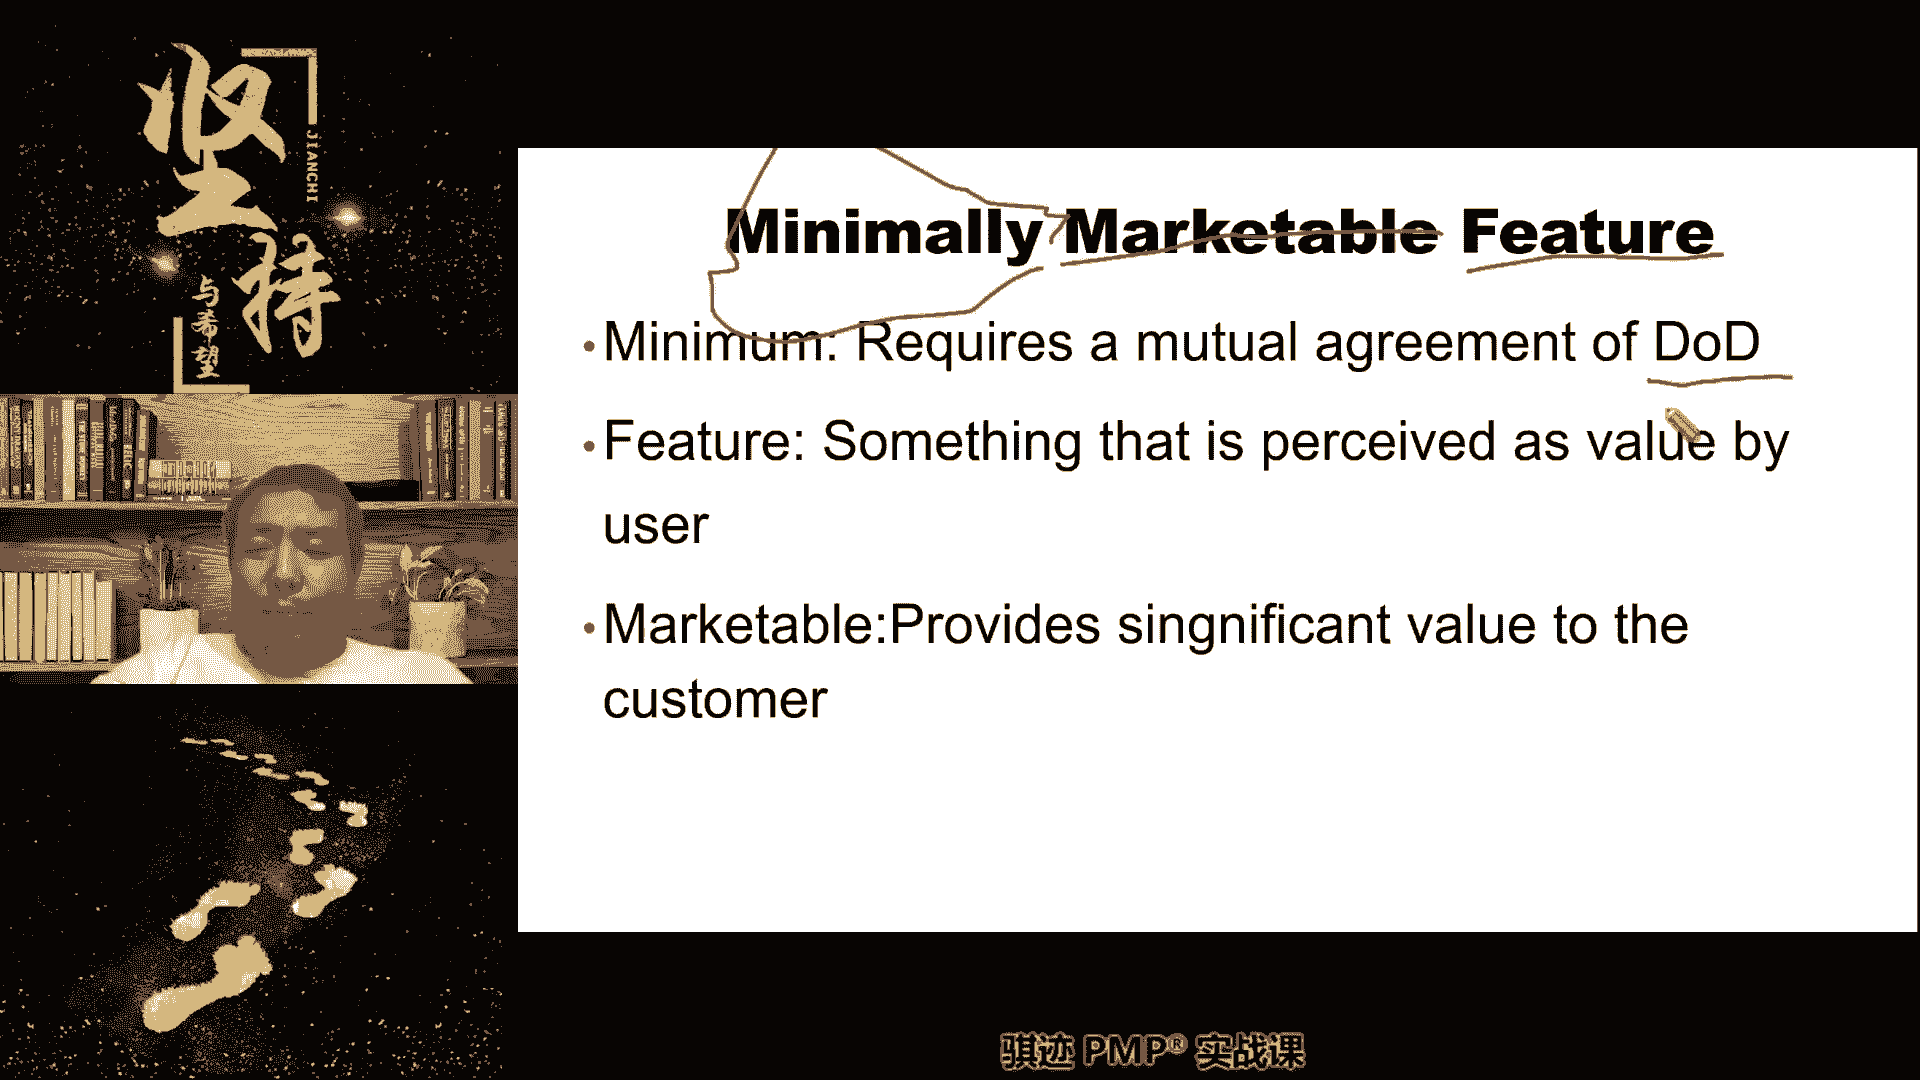 坚持
JIANCHI
与希望
Minimally Marketable Feature
•Minimum: Requires a mutual agreement of DoD
•Feature: Something that is perceived as value by
user
•Marketable:Provides singnificant value to the
customer
骐迹 PMP® 实战课